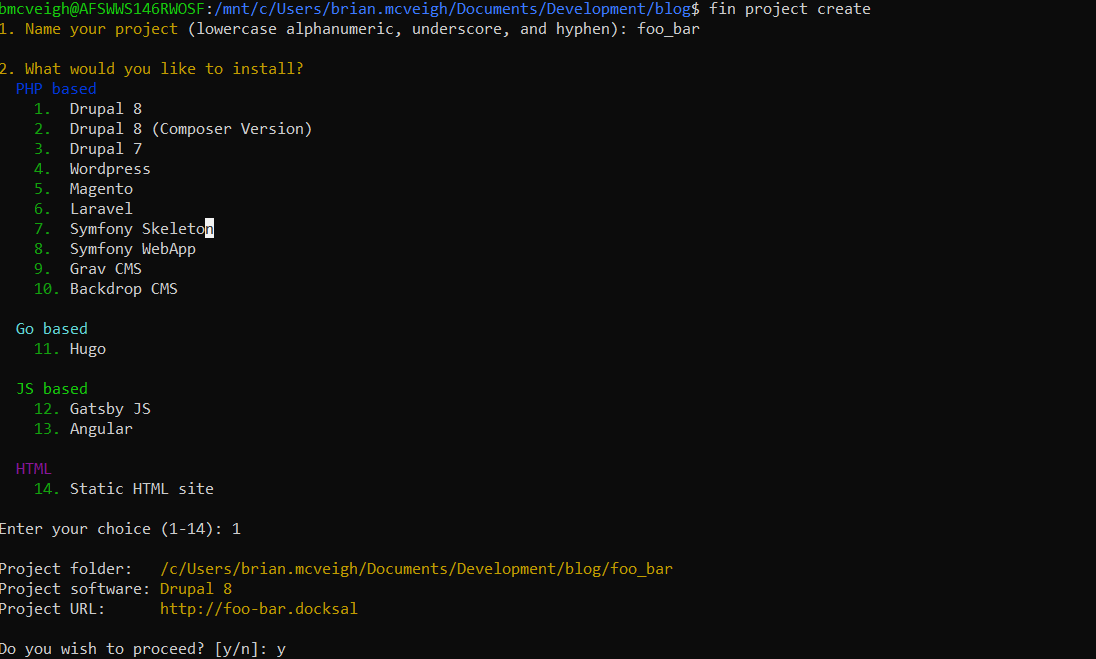 bmcveigh@AFSWWS146RWOSF:/mnt/c/Users/brian.mcveigh/Documents/Development/blog$ fin project create
1. Name your project (lowercase alphanumeric, underscore, and hyphen): foo_bar
2. What would you like to install?
PHP based
1. Drupal 8
2. Drupal 8 (Composer Version)
3. Drupal 7
4. Wordpress
5. Magento
6. Laravel
7. Symfony Skeleton
8. Symfony WebApp
9. Grav CMS
10. Backdrop CMS
Go based
11. Hugo
JS based
12. Gatsby JS
13. Angular
HTML
14. Static HTML site
Enter your choice (1-14): 1
Project folder: /c/Users/brian.mcveigh/Documents/Development/blog/foo_bar
Project software: Drupal 8
Project URL: http://foo-bar.docksal
Do you wish to proceed? [y/n]: y